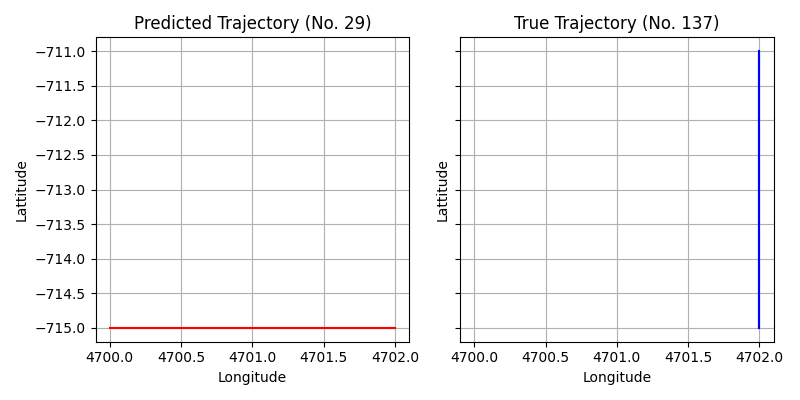 Predicted Trajectory (No. 29)
True Trajectory (No. 137)
−711.0
−711.5
−712.0
−712.5
−713.0
−713.5
−714.0
−714.5
−715.0
Lattitude
Lattitude
4700.0 4700.5 4701.0 4701.5 4702.0
4700.0 4700.5 4701.0 4701.5 4702.0
Longitude
Longitude